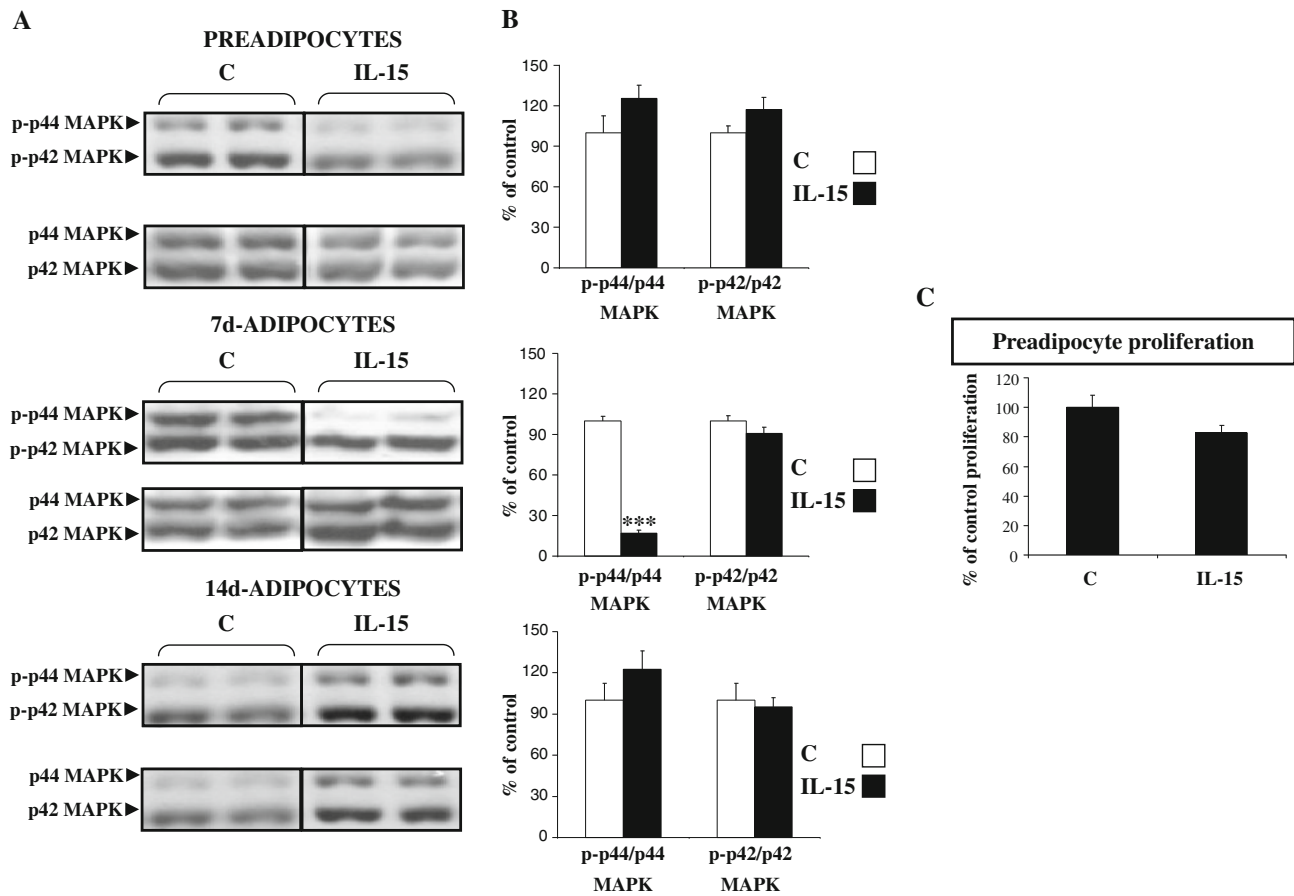 A
PREADIPOCYTES
C IL-15
p-p44 MAPK
p-p42 MAPK
p44 MAPK
p42 MAPK
7d-ADIPOCYTES
C IL-15
p-p44 MAPK
p-p42 MAPK
p44 MAPK
p42 MAPK
14d-ADIPOCYTES
C IL-15
p-p44 MAPK
p-p42 MAPK
p44 MAPK
p42 MAPK
B
% of control
150
120
90
60
30
0
C
IL-15
p-p44/p44 p-p42/p42
MAPK MAPK
% of control
150
120
90
60
30
0
***
C
IL-15
p-p44/p44 p-p42/p42
MAPK MAPK
% of control
150
120
90
60
30
0
C
IL-15
p-p44/p44 p-p42/p42
MAPK MAPK
C
Preadipocyte proliferation
% of control proliferation
120
100
80
60
40
20
0
C IL-15